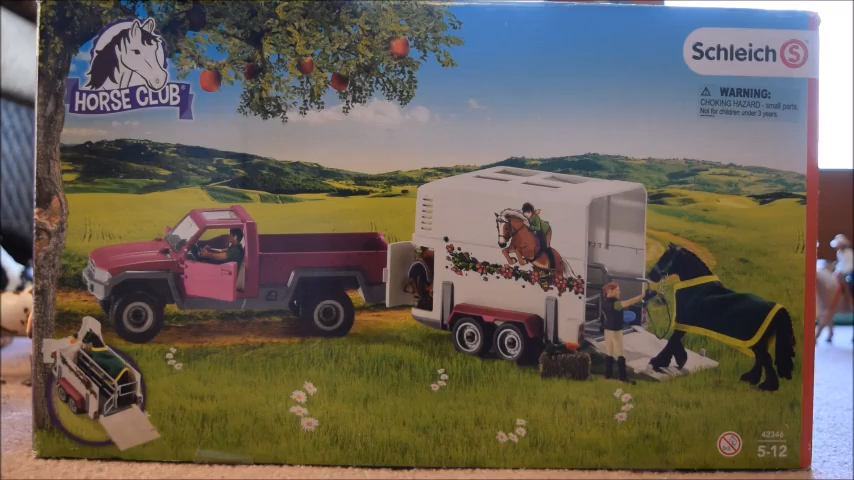 HORSE CLUB
Schleich S
WARNING:
CHOKING HAZARD - small parts.
Not for children under 3 years.
42346
5-12